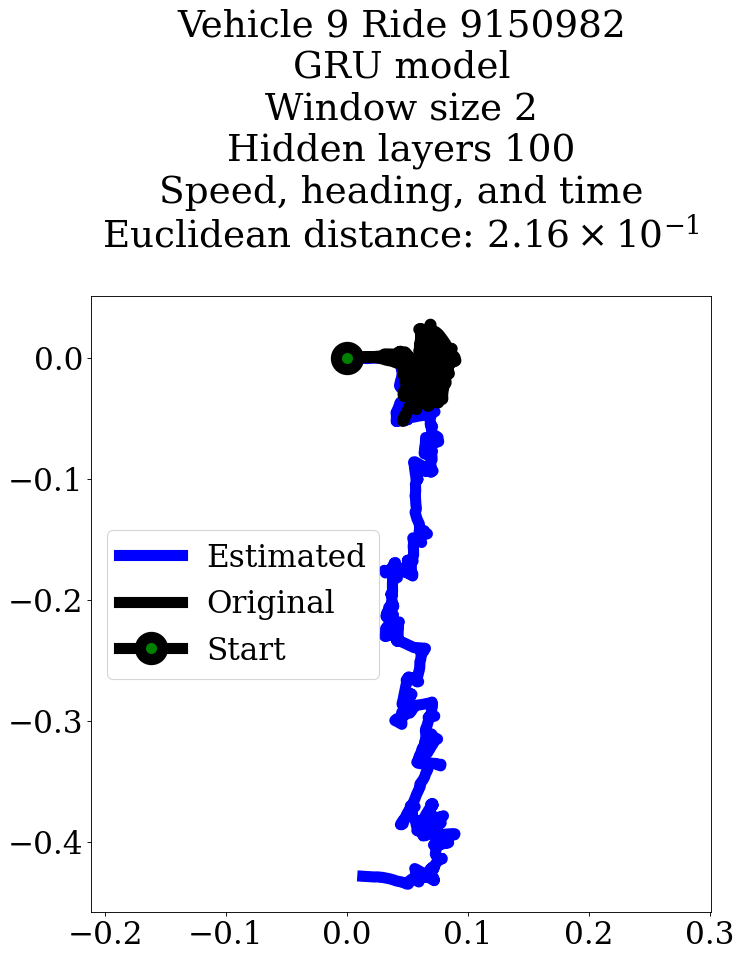 Vehicle 9 Ride 9150982
GRU model
Window size 2
Hidden layers 100
Speed, heading, and time
Euclidean distance: 2.16 × 10⁻¹
0.0
−0.1
−0.2
−0.3
−0.4
Estimated
Original
Start
−0.2 −0.1 0.0 0.1 0.2 0.3